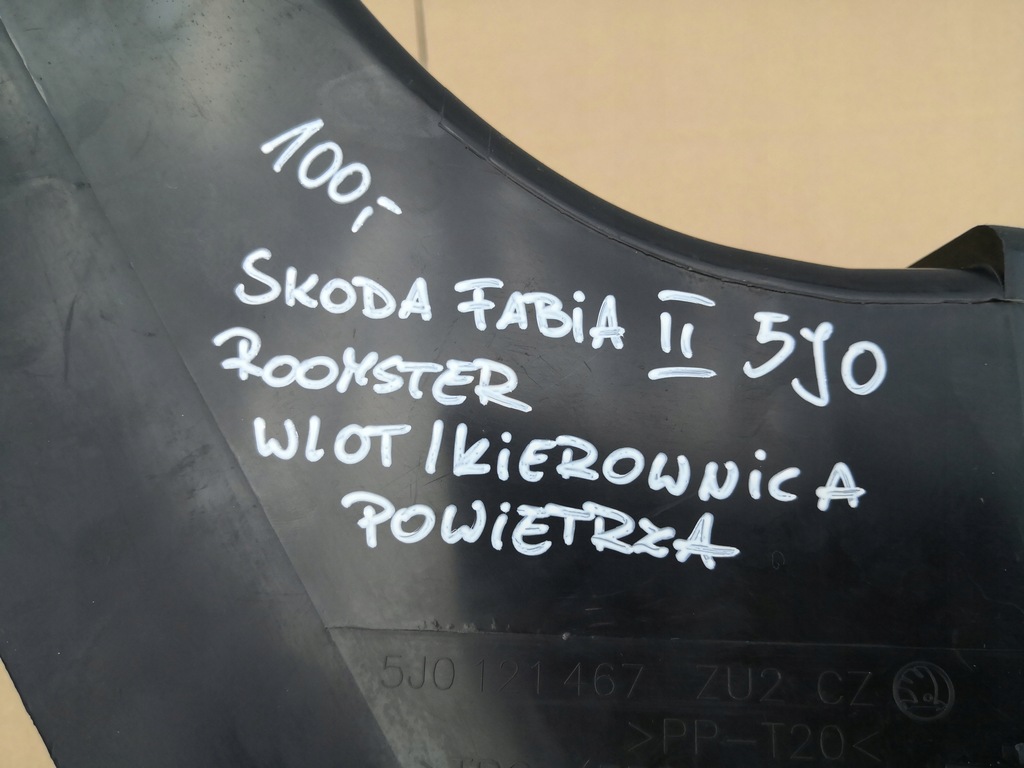 100,-
SKODA FABiA II 5J0
ROOMSTER
WLOT/KiEROWNiCA
POWiETRZA
5J0 121 467 ZU2 CZ
>PP-T20<